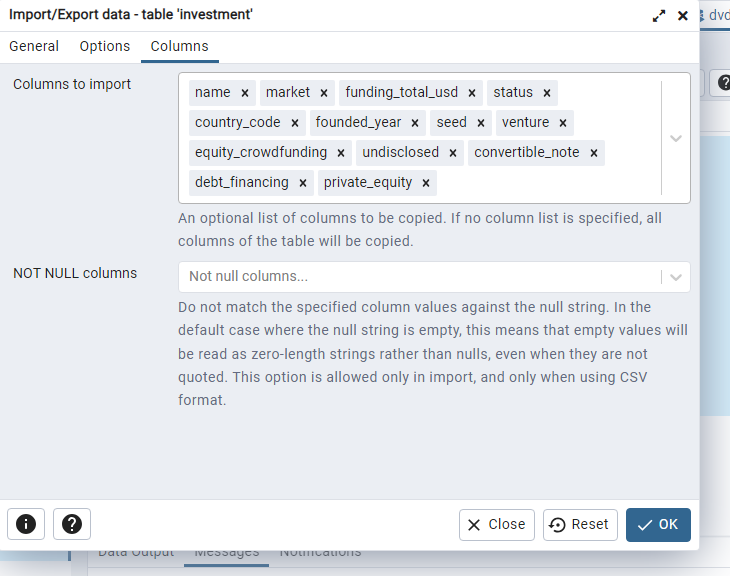 Import/Export data - table 'investment'
dvd
General Options Columns
Columns to import
name × market × funding_total_usd × status ×
country_code × founded_year × seed × venture ×
equity_crowdfunding × undisclosed × convertible_note ×
debt_financing × private_equity ×
An optional list of columns to be copied. If no column list is specified, all
columns of the table will be copied.
NOT NULL columns
Not null columns...
Do not match the specified column values against the null string. In the
default case where the null string is empty, this means that empty values will
be read as zero-length strings rather than nulls, even when they are not
quoted. This option is allowed only in import, and only when using CSV
format.
Close Reset OK
Data Output Messages Notifications